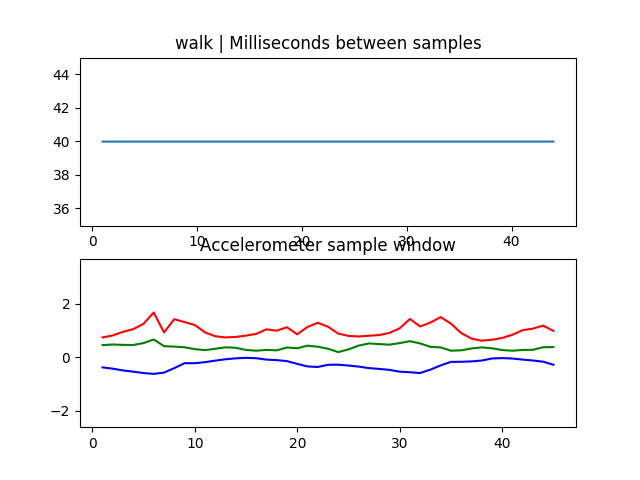 walk | Milliseconds between samples
44
42
40
38
36
0 10 20 30 40
Accelerometer sample window
2
0
−2
0 10 20 30 40